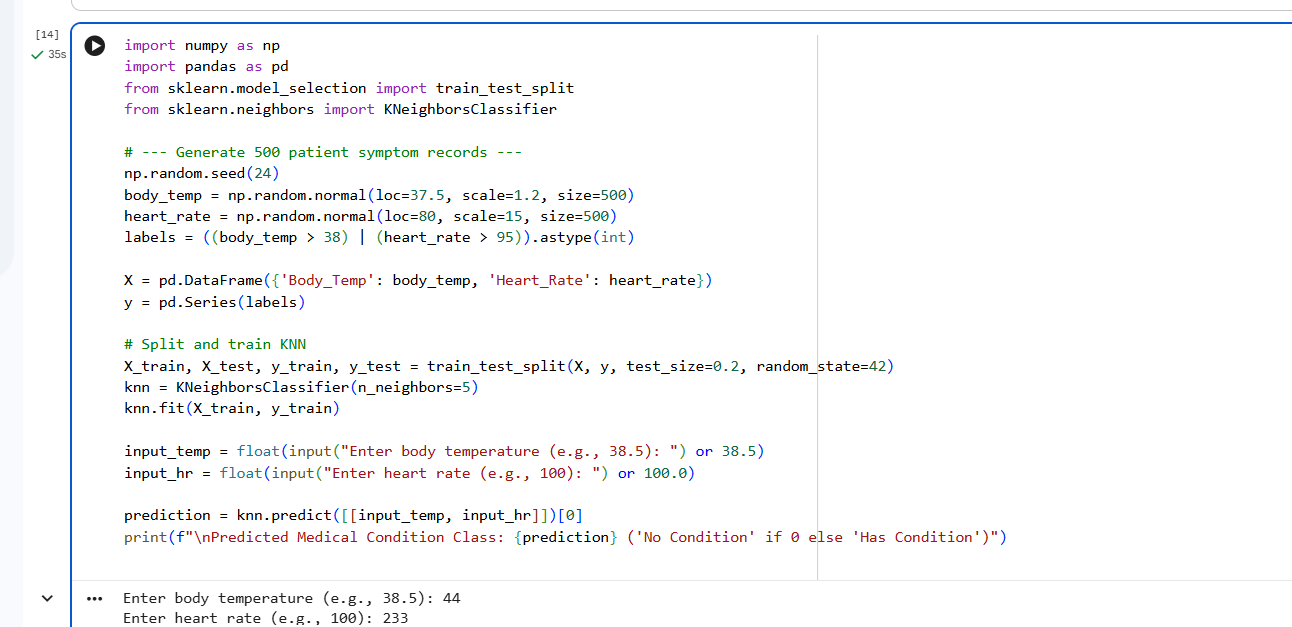 [14]
35s
import numpy as np
import pandas as pd
from sklearn.model_selection import train_test_split
from sklearn.neighbors import KNeighborsClassifier
# --- Generate 500 patient symptom records ---
np.random.seed(24)
body_temp = np.random.normal(loc=37.5, scale=1.2, size=500)
heart_rate = np.random.normal(loc=80, scale=15, size=500)
labels = ((body_temp > 38) | (heart_rate > 95)).astype(int)
X = pd.DataFrame({'Body_Temp': body_temp, 'Heart_Rate': heart_rate})
y = pd.Series(labels)
# Split and train KNN
X_train, X_test, y_train, y_test = train_test_split(X, y, test_size=0.2, random_state=42)
knn = KNeighborsClassifier(n_neighbors=5)
knn.fit(X_train, y_train)
input_temp = float(input("Enter body temperature (e.g., 38.5): ") or 38.5)
input_hr = float(input("Enter heart rate (e.g., 100): ") or 100.0)
prediction = knn.predict([[input_temp, input_hr]])[0]
print(f"\nPredicted Medical Condition Class: {prediction} ('No Condition' if 0 else 'Has Condition')")
Enter body temperature (e.g., 38.5): 44
Enter heart rate (e.g., 100): 233